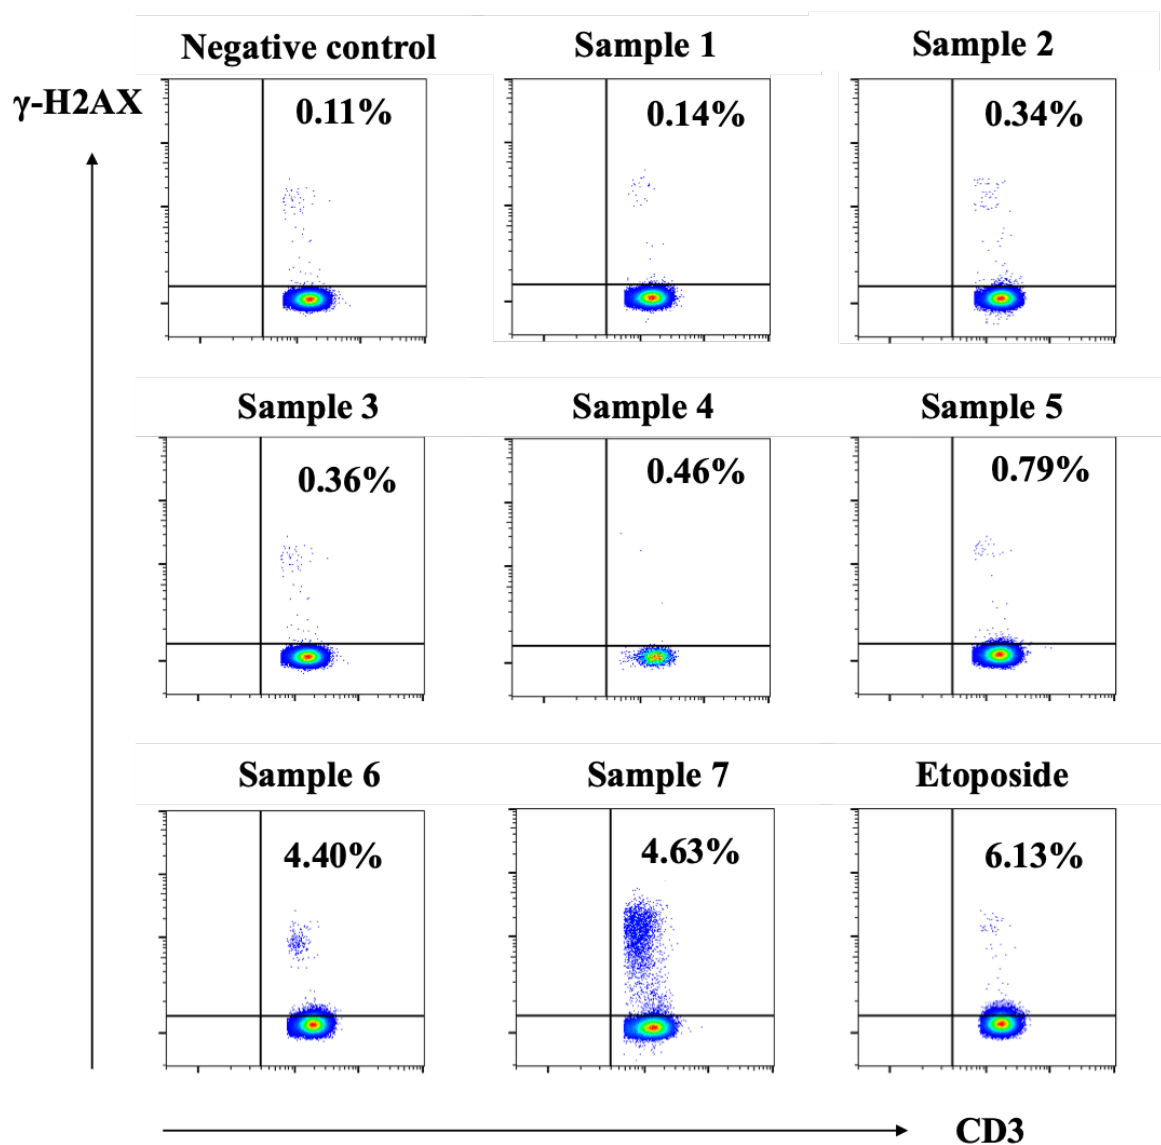 Negative control
Sample 1
Sample 2
γ-H2AX
0.11%
0.14%
0.34%
Sample 3
Sample 4
Sample 5
0.36%
0.46%
0.79%
Sample 6
Sample 7
Etoposide
4.40%
4.63%
6.13%
CD3